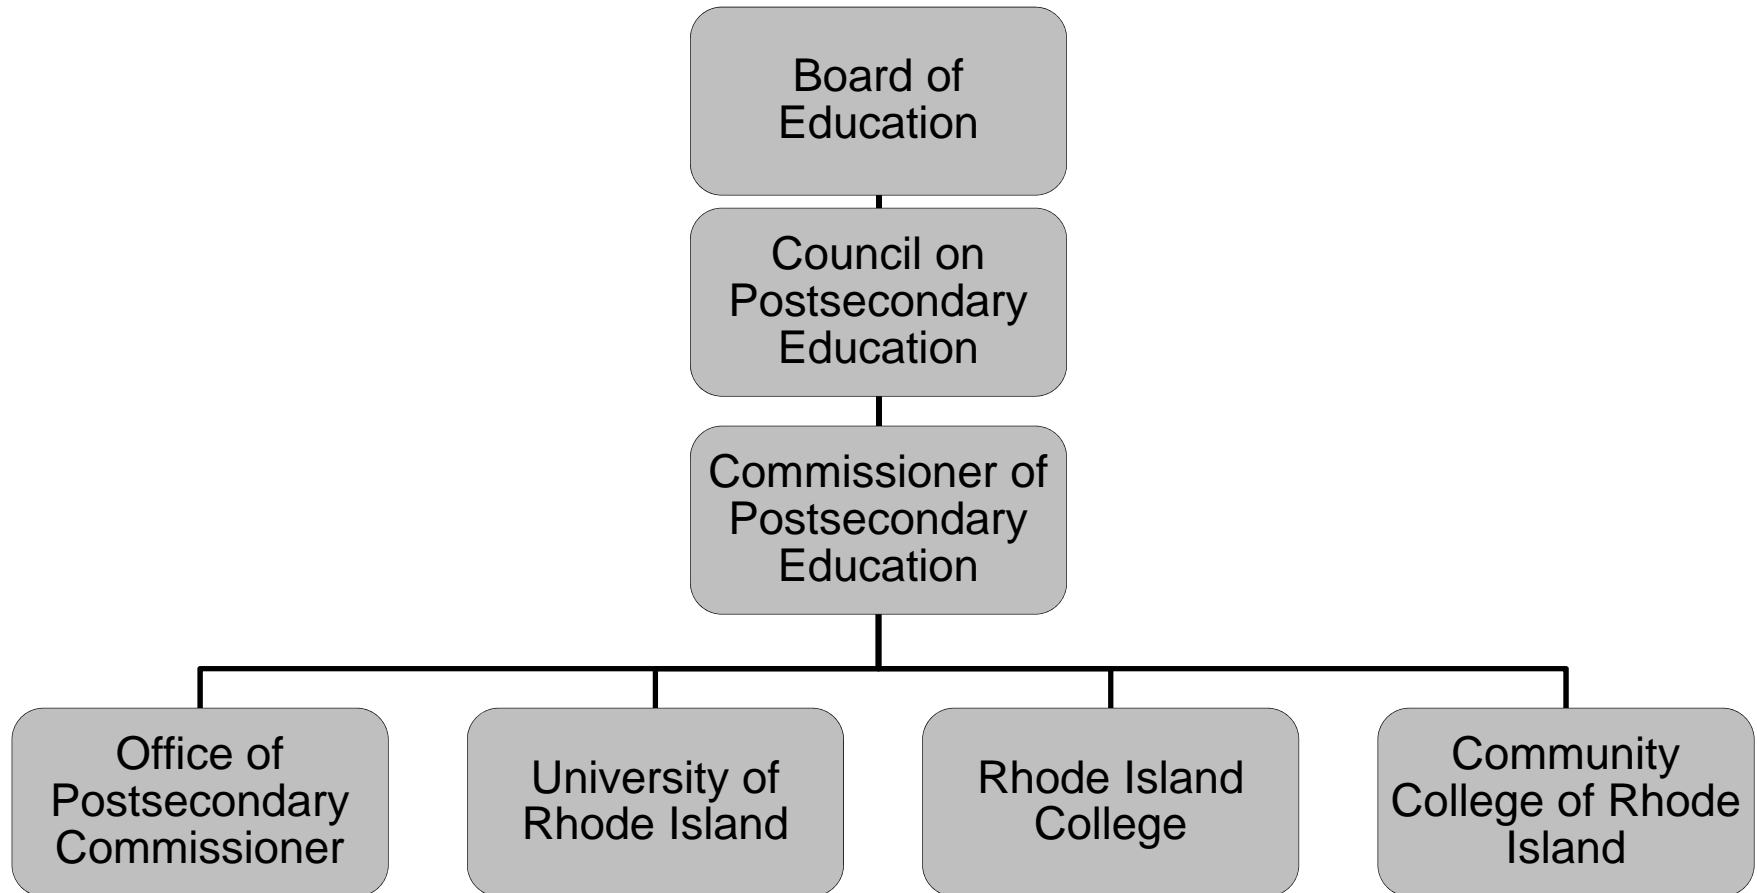 Board of
Education
Council on
Postsecondary
Education
Commissioner of
Postsecondary
Education
Office of
Postsecondary
Commissioner
University of
Rhode Island
Rhode Island
College
Community
College of Rhode
Island